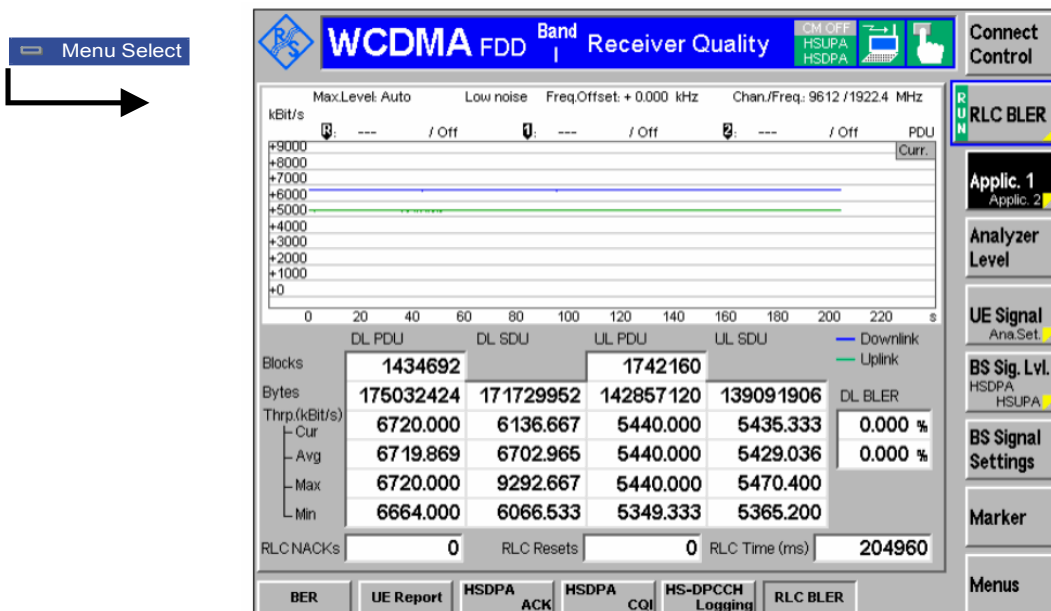 Menu Select
R S
WCDMA FDD Band I Receiver Quality
CM OFF
HSUPA
HSDPA
Connect Control
Max.Level: Auto Low noise Freq.Offset: + 0.000 kHz Chan./Freq.: 9612 / 1922.4 MHz
kBit/s
R: --- / Off 1: --- / Off 2: --- / Off PDU
Curr.
+9000
+8000
+7000
+6000
+5000
+4000
+3000
+2000
+1000
+0
0 20 40 60 80 100 120 140 160 180 200 220 s
DL PDU DL SDU UL PDU UL SDU Downlink
Uplink
Blocks 1434692 1742160
Bytes 175032424 171729952 142857120 139091906 DL BLER
Thrp.(kBit/s)
Cur 6720.000 6136.667 5440.000 5435.333 0.000 %
Avg 6719.869 6702.965 5440.000 5429.036 0.000 %
Max 6720.000 9292.667 5440.000 5470.400
Min 6664.000 6066.533 5349.333 5365.200
RLC NACKs 0 RLC Resets 0 RLC Time (ms) 204960
BER UE Report HSDPA ACK HSDPA CQI HS-DPCCH Logging RLC BLER
RUN
RLC BLER
Applic. 1
Applic. 2
Analyzer Level
UE Signal
Ana.Set.
BS Sig. Lvl.
HSDPA
HSUPA
BS Signal Settings
Marker
Menus